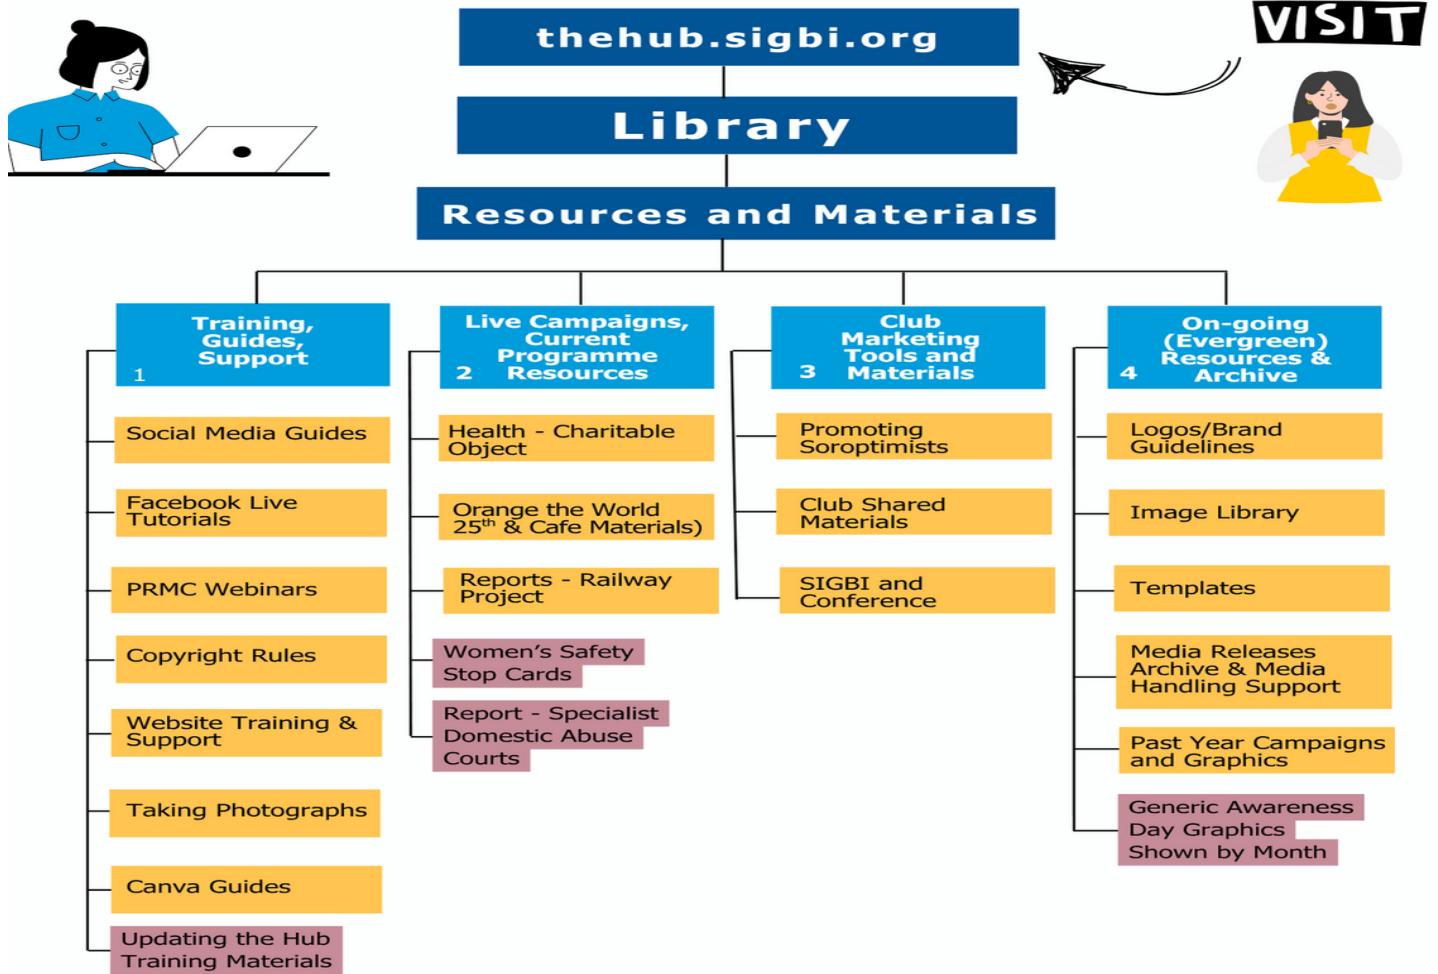 thehub.sigbi.org
VISIT
Library
Resources and Materials
Training,
Guides,
Support
1
Social Media Guides
Facebook Live
Tutorials
PRMC Webinars
Copyright Rules
Website Training &
Support
Taking Photographs
Canva Guides
Updating the Hub
Training Materials
Live Campaigns,
Current
Programme
2 Resources
Health - Charitable
Object
Orange the World
25th & Cafe Materials)
Reports - Railway
Project
Women's Safety
Stop Cards
Report - Specialist
Domestic Abuse
Courts
Club
Marketing
Tools and
3 Materials
Promoting
Soroptimists
Club Shared
Materials
SIGBI and
Conference
On-going
(Evergreen)
Resources &
4 Archive
Logos/Brand
Guidelines
Image Library
Templates
Media Releases
Archive & Media
Handling Support
Past Year Campaigns
and Graphics
Generic Awareness
Day Graphics
Shown by Month